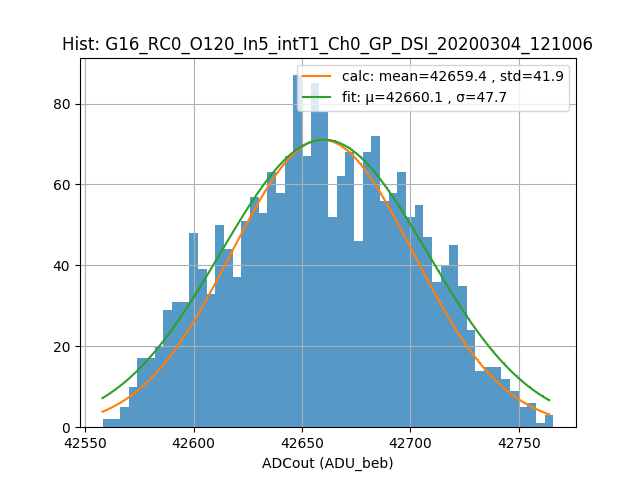 Hist: G16_RC0_O120_In5_intT1_Ch0_GP_DSI_20200304_121006
calc: mean=42659.4 , std=41.9
fit: μ=42660.1 , σ=47.7
80
60
40
20
0
42550 42600 42650 42700 42750
ADCout (ADU_beb)